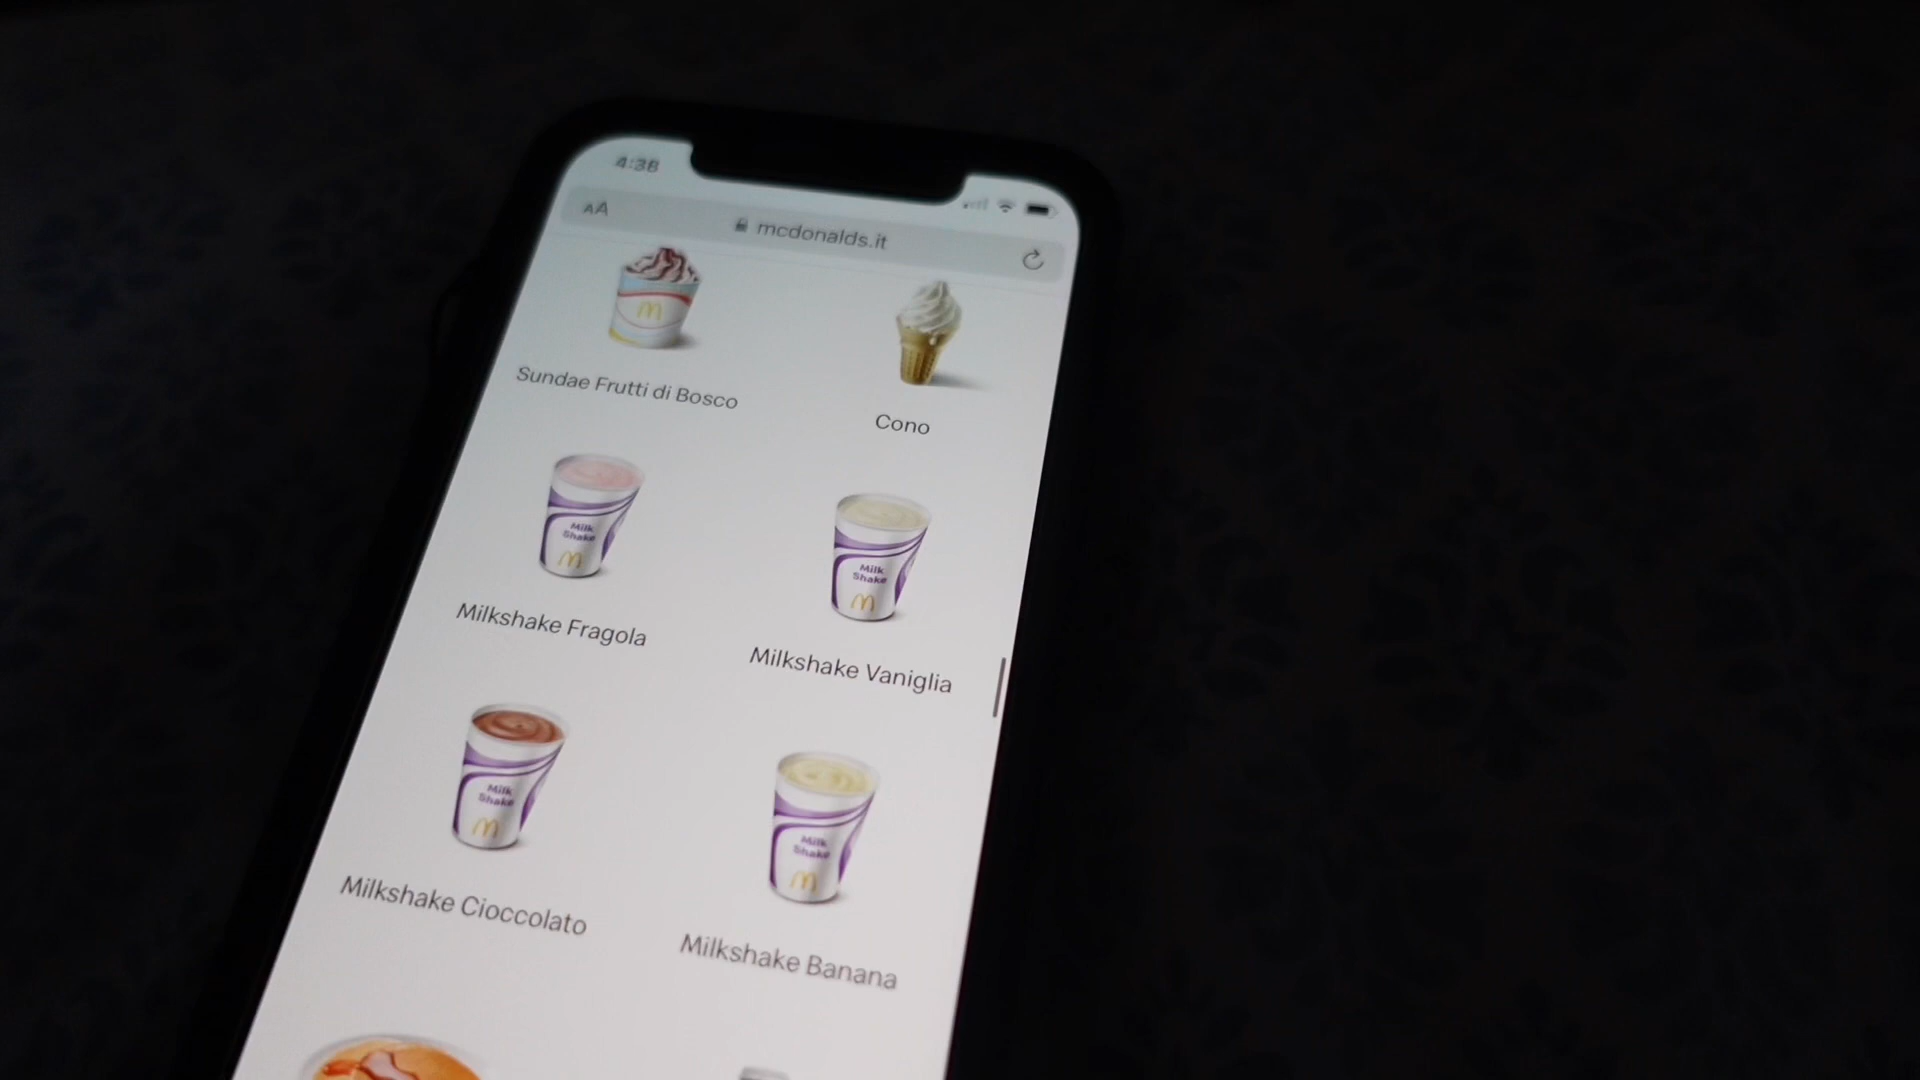 4:38
AA
mcdonalds.it
Sundae Frutti di Bosco
Cono
Milk
Shake
Milkshake Fragola
Milk
Shake
Milkshake Vaniglia
Milk
Shake
Milkshake Cioccolato
Milk
Shake
Milkshake Banana